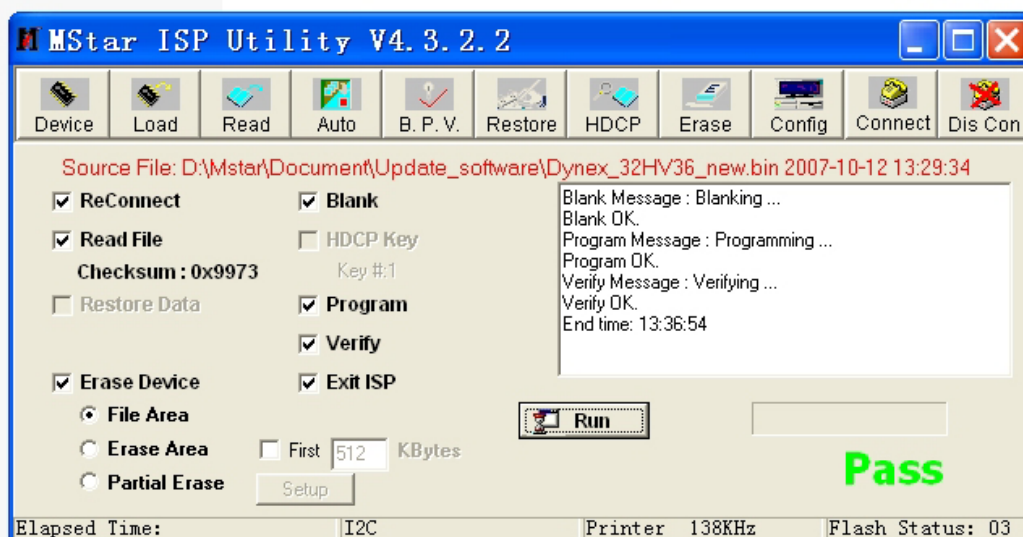 MStar ISP Utility V4.3.2.2
Device Load Read Auto B. P. V. Restore HDCP Erase Config Connect Dis Con
Source File: D:\Mstar\Document\Update_software\Dynex_32HV36_new.bin 2007-10-12 13:29:34
ReConnect
Blank
Read File
HDCP Key
Checksum : 0x9973
Key #:1
Restore Data
Program
Verify
Erase Device
Exit ISP
File Area
Erase Area
First 512 KBytes
Partial Erase
Setup
Blank Message : Blanking ...
Blank OK.
Program Message : Programming ...
Program OK.
Verify Message : Verifying ...
Verify OK.
End time: 13:36:54
Run
Pass
Elapsed Time: I2C Printer 138KHz Flash Status: 03